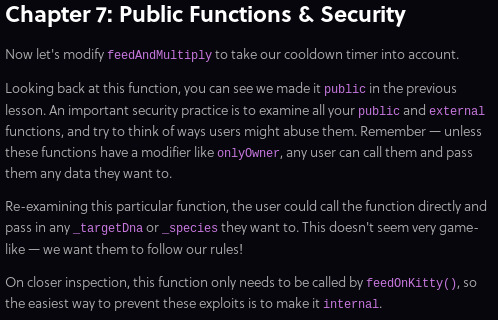 Chapter 7: Public Functions & Security
Now let's modify feedAndMultiply to take our cooldown timer into account.
Looking back at this function, you can see we made it public in the previous
lesson. An important security practice is to examine all your public and external
functions, and try to think of ways users might abuse them. Remember — unless
these functions have a modifier like onlyOwner, any user can call them and pass
them any data they want to.
Re-examining this particular function, the user could call the function directly and
pass in any _targetDna or _species they want to. This doesn't seem very game-
like — we want them to follow our rules!
On closer inspection, this function only needs to be called by feedOnKitty(), so
the easiest way to prevent these exploits is to make it internal.